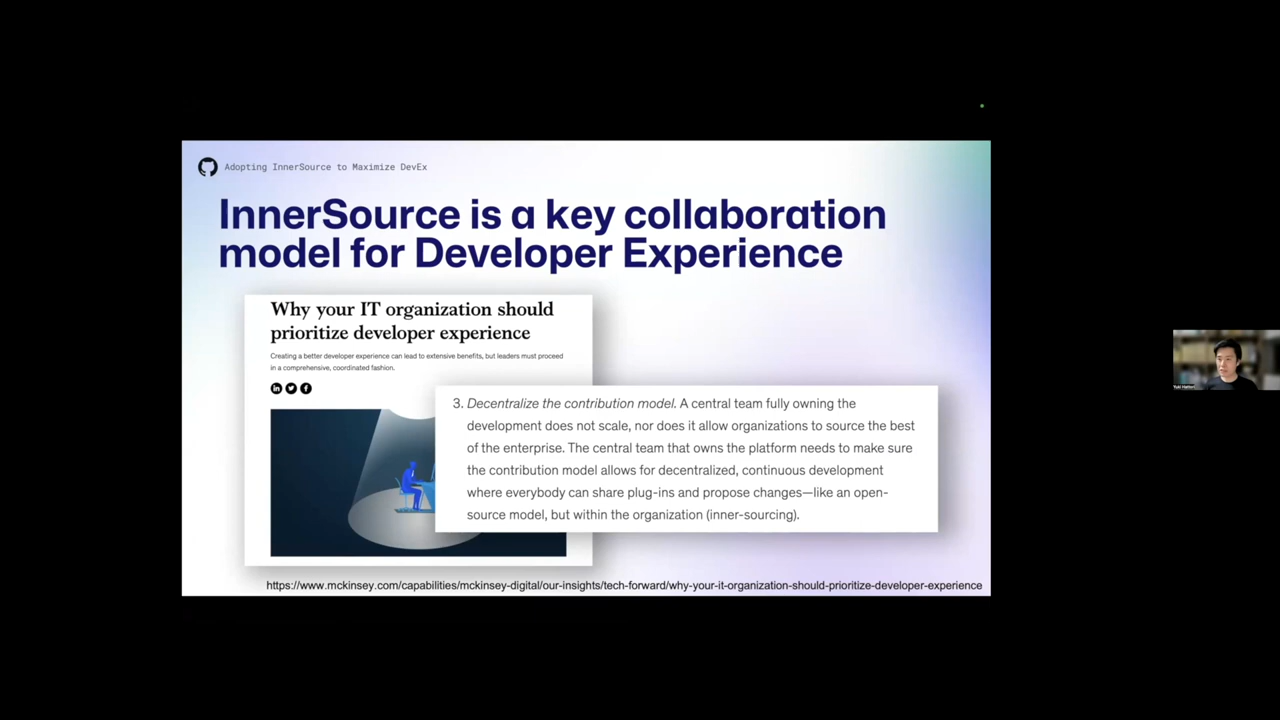 Adopting InnerSource to Maximize DevEx
InnerSource is a key collaboration
model for Developer Experience
Why your IT organization should
prioritize developer experience
Creating a better developer experience can lead to extensive benefits, but leaders must proceed
in a comprehensive, coordinated fashion.
3. Decentralize the contribution model. A central team fully owning the
development does not scale, nor does it allow organizations to source the best
of the enterprise. The central team that owns the platform needs to make sure
the contribution model allows for decentralized, continuous development
where everybody can share plug-ins and propose changes—like an open-
source model, but within the organization (inner-sourcing).
https://www.mckinsey.com/capabilities/mckinsey-digital/our-insights/tech-forward/why-your-it-organization-should-prioritize-developer-experience
Yuki Hattori